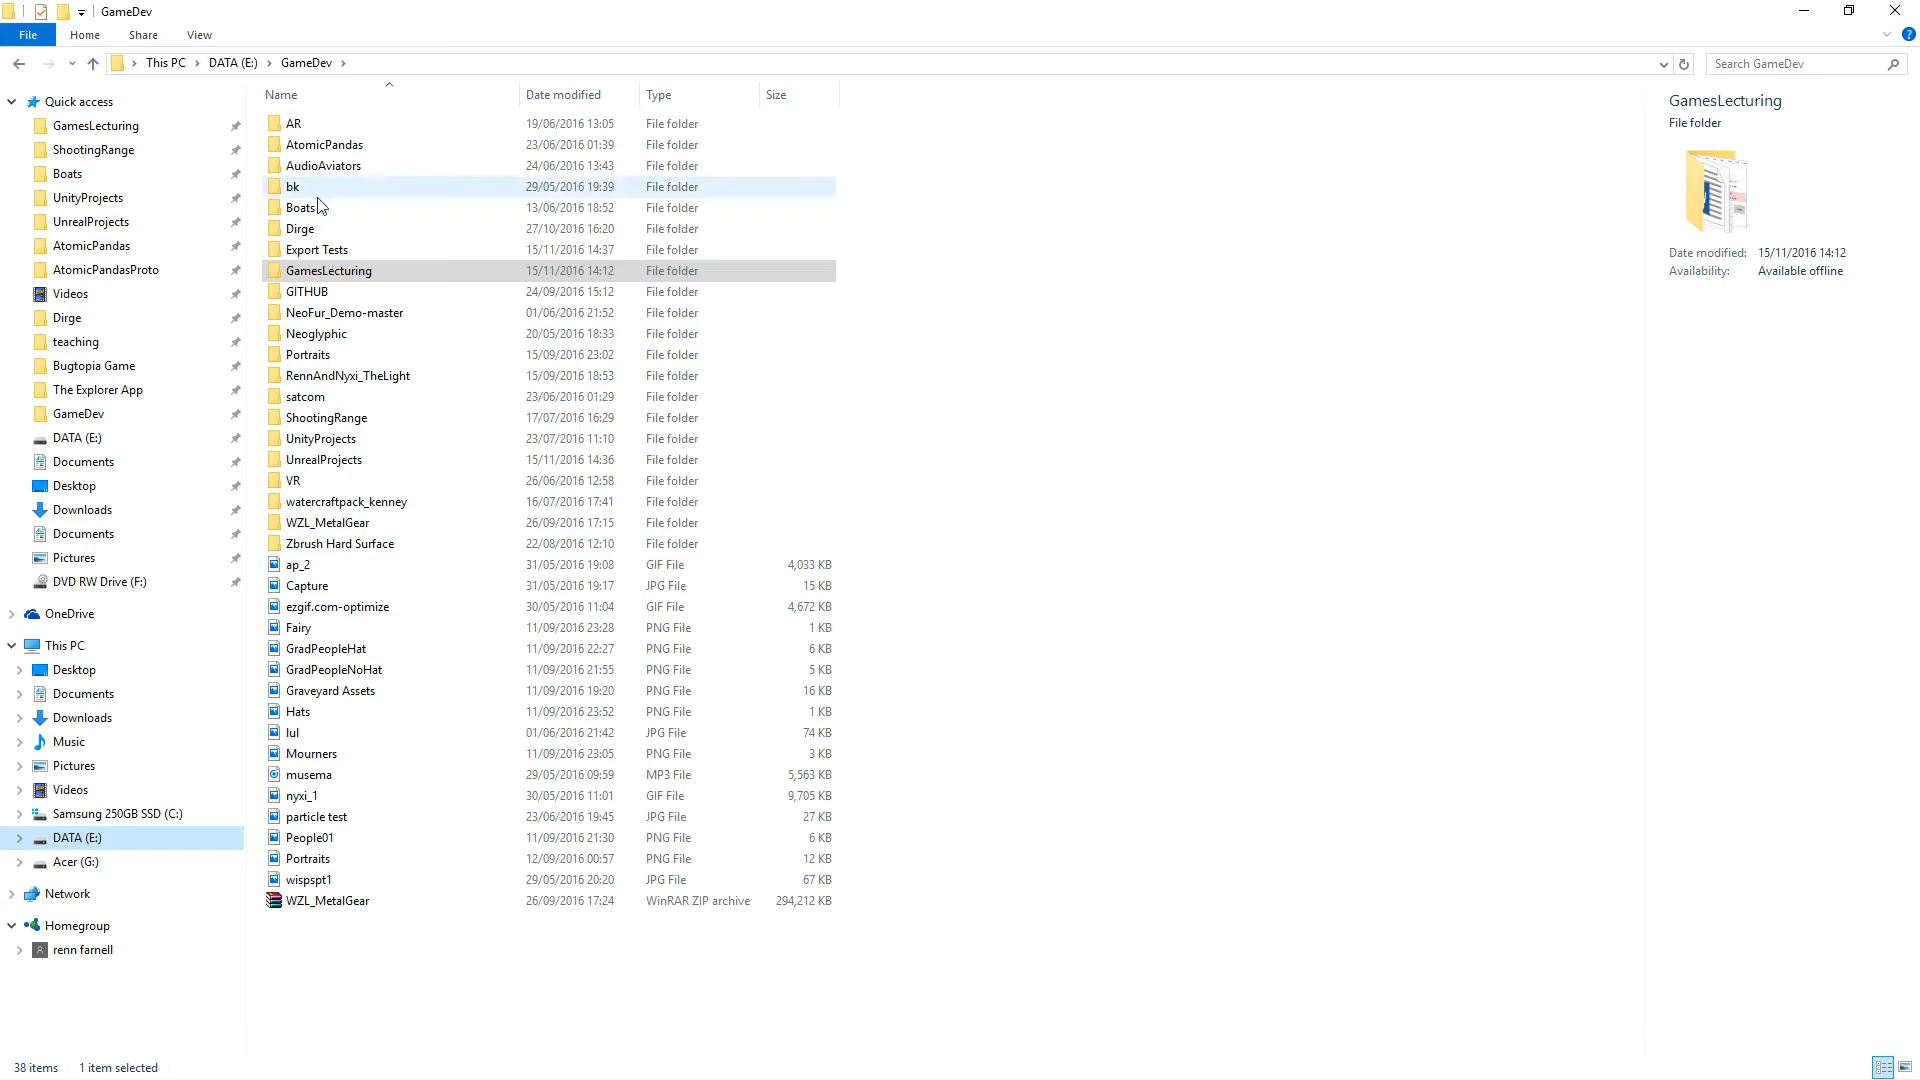 GameDev
File Home Share View
This PC DATA (E:) GameDev
Search GameDev
Quick access
GamesLecturing
ShootingRange
Boats
UnityProjects
UnrealProjects
AtomicPandas
AtomicPandasProto
Videos
Dirge
teaching
Bugtopia Game
The Explorer App
GameDev
DATA (E:)
Documents
Desktop
Downloads
Documents
Pictures
DVD RW Drive (F:)
OneDrive
This PC
Desktop
Documents
Downloads
Music
Pictures
Videos
Samsung 250GB SSD (C:)
DATA (E:)
Acer (G:)
Network
Homegroup
renn farnell
Name Date modified Type Size
AR 19/06/2016 13:05 File folder
AtomicPandas 23/06/2016 01:39 File folder
AudioAviators 24/06/2016 13:43 File folder
bk 29/05/2016 19:39 File folder
Boats 13/06/2016 18:52 File folder
Dirge 27/10/2016 16:20 File folder
Export Tests 15/11/2016 14:37 File folder
GamesLecturing 15/11/2016 14:12 File folder
GITHUB 24/09/2016 15:12 File folder
NeoFur_Demo-master 01/06/2016 21:52 File folder
Neoglyphic 20/05/2016 18:33 File folder
Portraits 15/09/2016 23:02 File folder
RennAndNyxi_TheLight 15/09/2016 18:53 File folder
satcom 23/06/2016 01:29 File folder
ShootingRange 17/07/2016 16:29 File folder
UnityProjects 23/07/2016 11:10 File folder
UnrealProjects 15/11/2016 14:36 File folder
VR 26/06/2016 12:58 File folder
watercraftpack_kenney 16/07/2016 17:41 File folder
WZL_MetalGear 26/09/2016 17:15 File folder
Zbrush Hard Surface 22/08/2016 12:10 File folder
ap_2 31/05/2016 19:08 GIF File 4,033 KB
Capture 31/05/2016 19:17 JPG File 15 KB
ezgif.com-optimize 30/05/2016 11:04 GIF File 4,672 KB
Fairy 11/09/2016 23:28 PNG File 1 KB
GradPeopleHat 11/09/2016 22:27 PNG File 6 KB
GradPeopleNoHat 11/09/2016 21:55 PNG File 5 KB
Graveyard Assets 11/09/2016 19:20 PNG File 16 KB
Hats 11/09/2016 23:52 PNG File 1 KB
lul 01/06/2016 21:42 JPG File 74 KB
Mourners 11/09/2016 23:05 PNG File 3 KB
musema 29/05/2016 09:59 MP3 File 5,563 KB
nyxi_1 30/05/2016 11:01 GIF File 9,705 KB
particle test 23/06/2016 19:45 JPG File 27 KB
People01 11/09/2016 21:30 PNG File 6 KB
Portraits 12/09/2016 00:57 PNG File 12 KB
wispspt1 29/05/2016 20:20 JPG File 67 KB
WZL_MetalGear 26/09/2016 17:24 WinRAR ZIP archive 294,212 KB
GamesLecturing
File folder
Date modified: 15/11/2016 14:12
Availability: Available offline
38 items 1 item selected